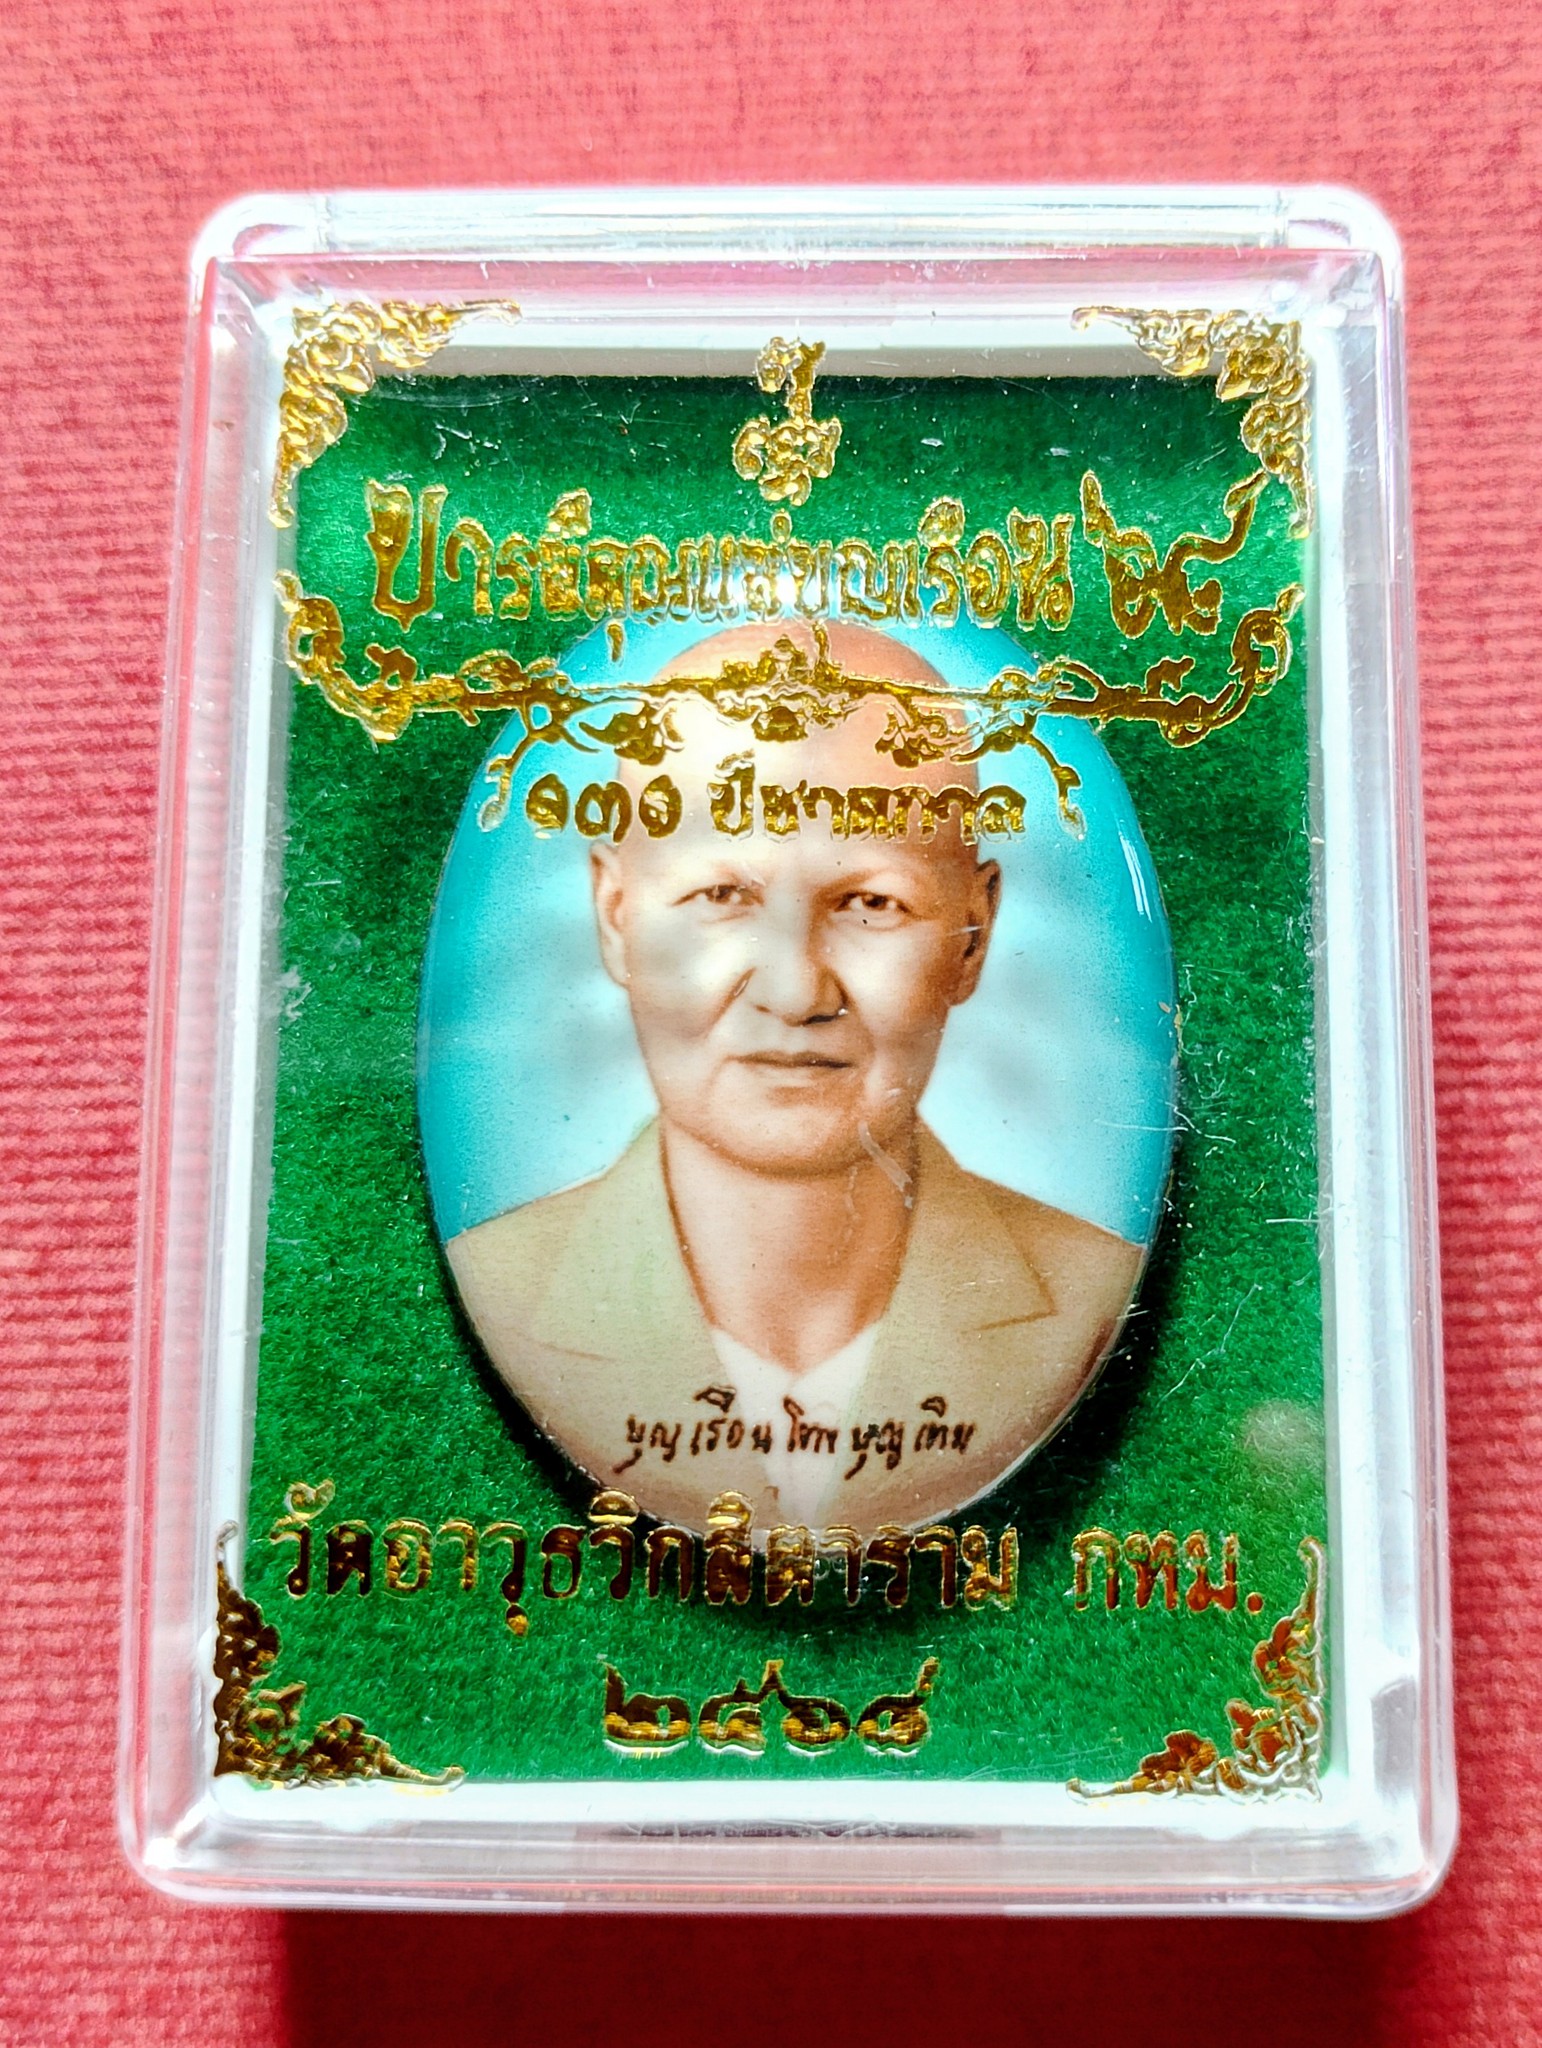 บารมีคุณแม่บุญเรือน ๖๔
๑๓๑ ปีชาตกาล
บุญเรือน โตงบุญเติม
วัดอาวุธวิกสิตาราม กทม.
๒๕๖๔